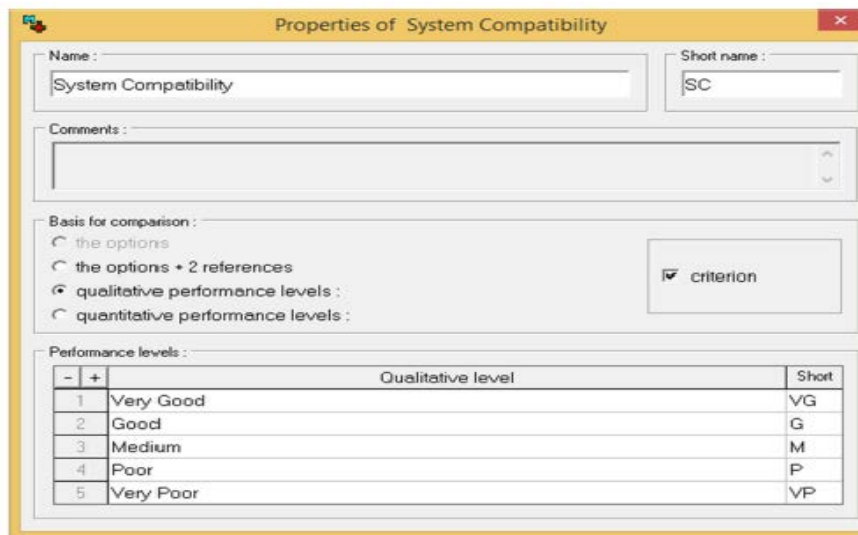 Properties of System Compatibility
Name :
Short name :
System Compatibility
SC
Comments :
Basis for comparison :
the options
the options + 2 references
qualitative performance levels :
quantitative performance levels :
criterion
Performance levels :
- + Qualitative level Short
1 Very Good VG
2 Good G
3 Medium M
4 Poor P
5 Very Poor VP